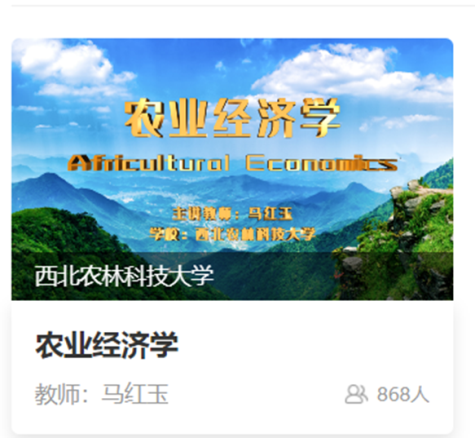 农业经济学
Africultural Economics
主讲教师：马红玉
学校：西北农林科技大学
西北农林科技大学
农业经济学
教师：马红玉
868人